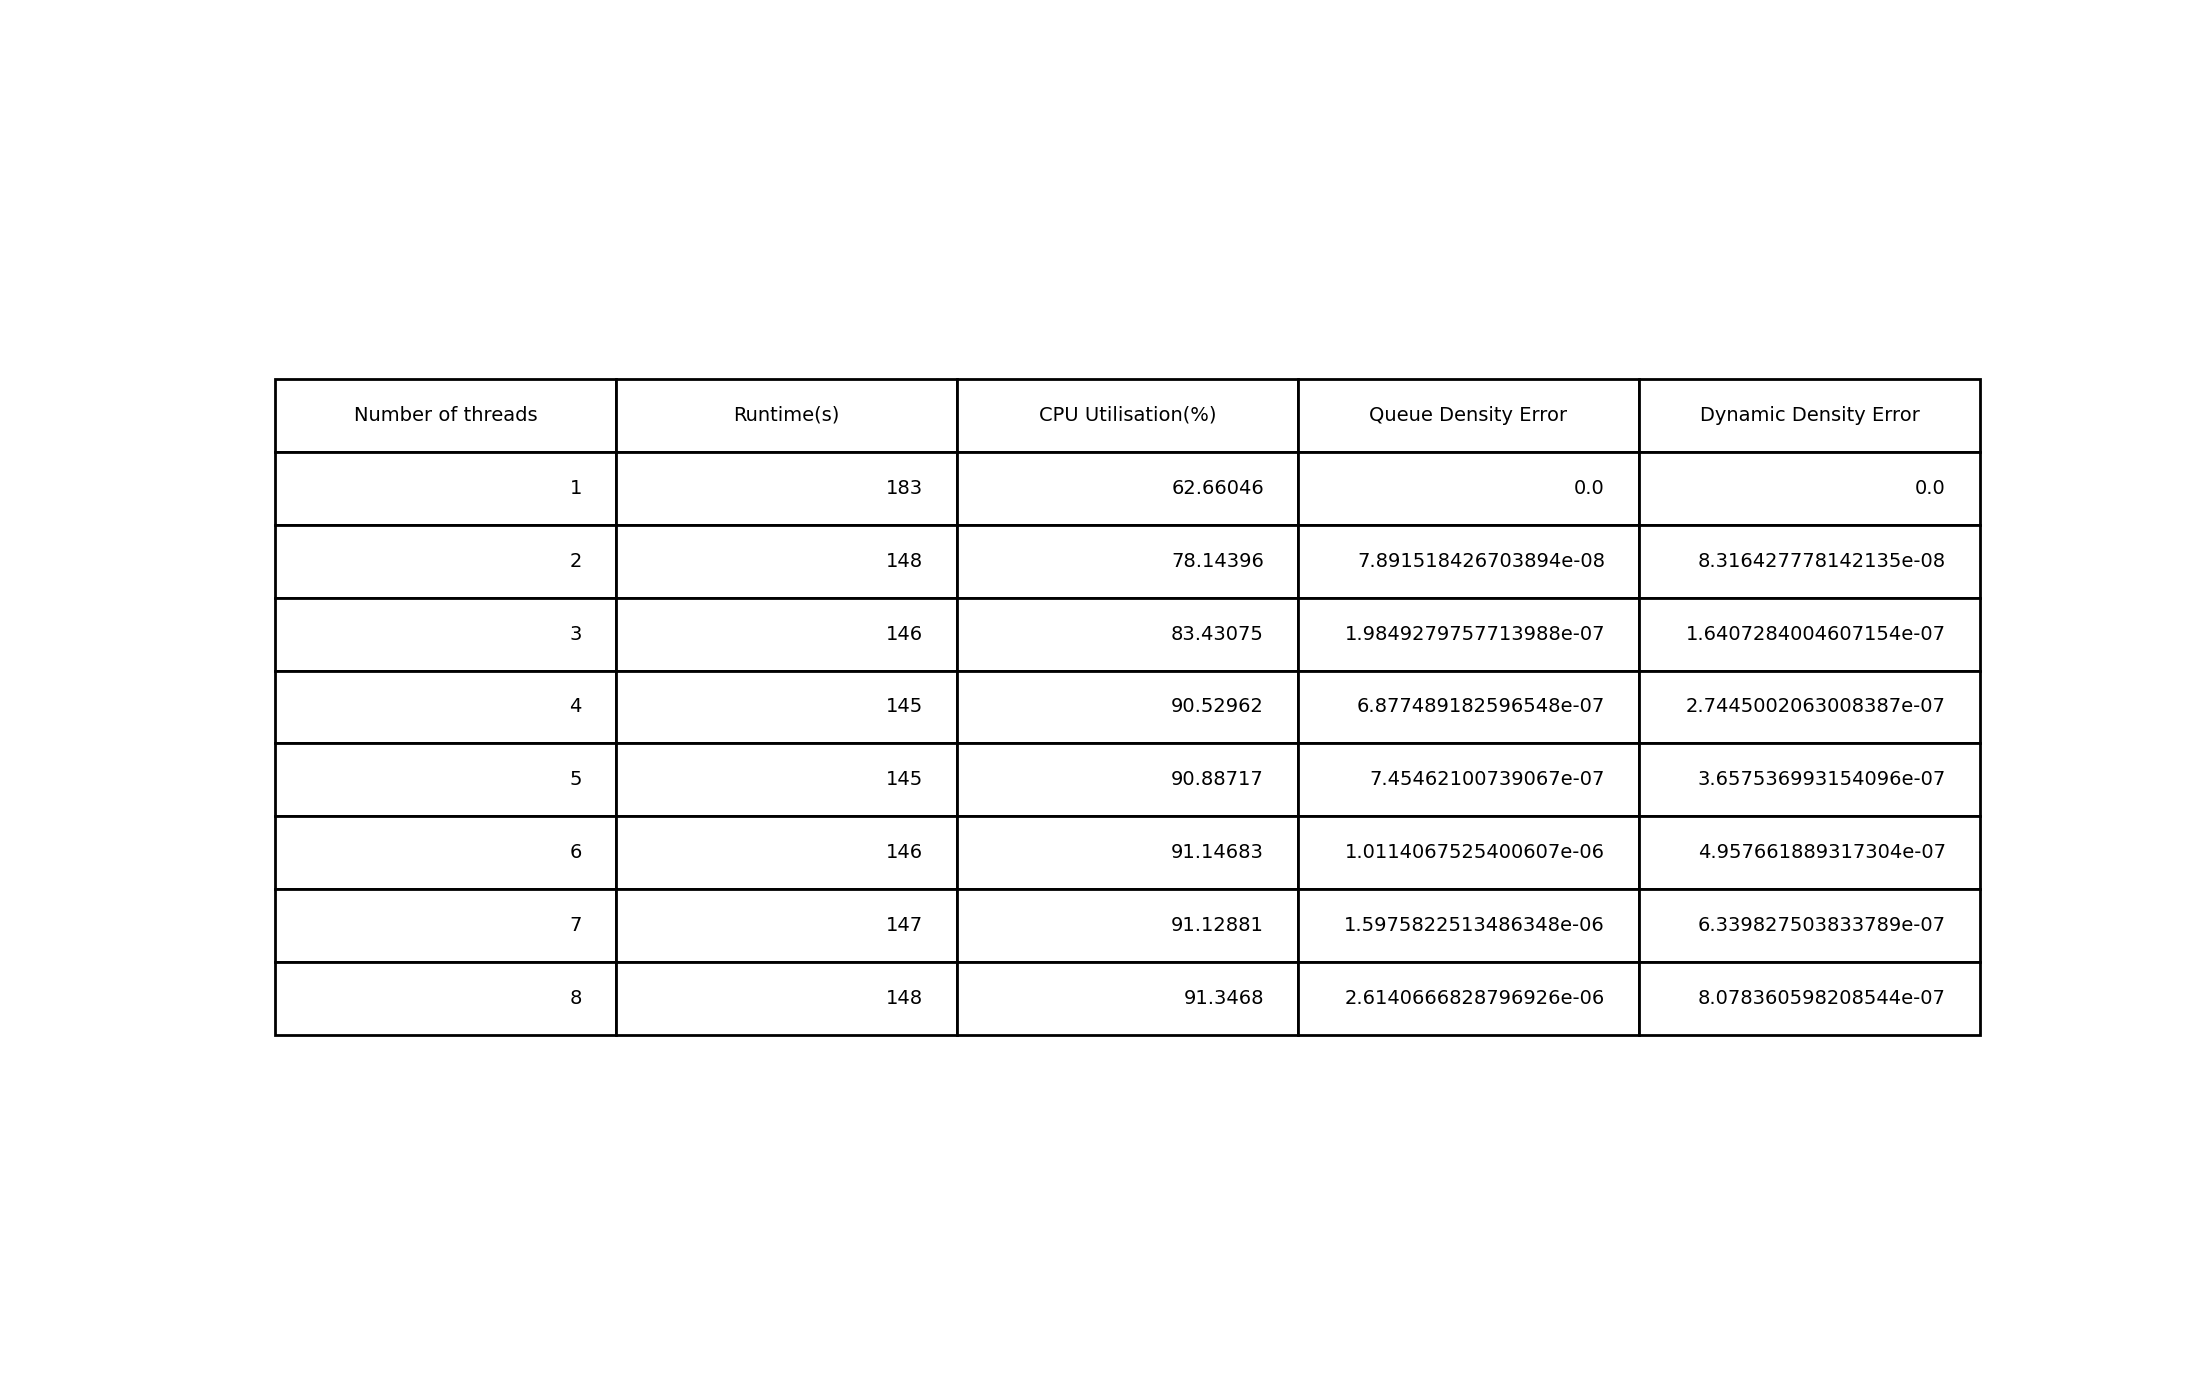 Number of threads Runtime(s) CPU Utilisation(%) Queue Density Error Dynamic Density Error
1 183 62.66046 0.0 0.0
2 148 78.14396 7.891518426703894e-08 8.316427778142135e-08
3 146 83.43075 1.9849279757713988e-07 1.6407284004607154e-07
4 145 90.52962 6.877489182596548e-07 2.7445002063008387e-07
5 145 90.88717 7.45462100739067e-07 3.657536993154096e-07
6 146 91.14683 1.0114067525400607e-06 4.957661889317304e-07
7 147 91.12881 1.5975822513486348e-06 6.339827503833789e-07
8 148 91.3468 2.6140666828796926e-06 8.078360598208544e-07